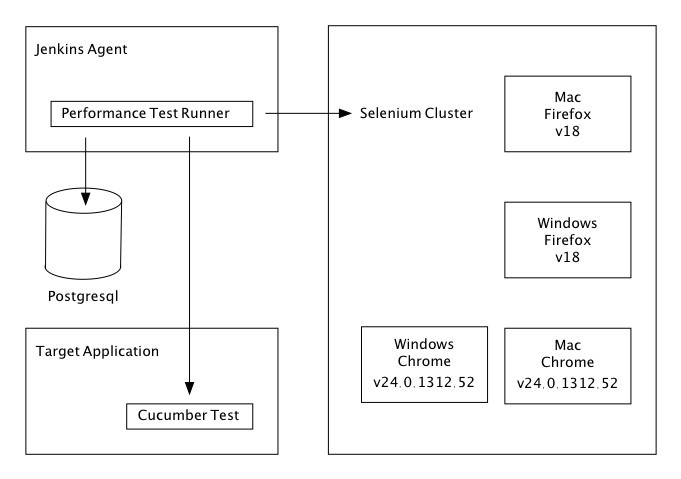 Jenkins Agent
Performance Test Runner
Selenium Cluster
Mac
Firefox
v18
Windows
Firefox
v18
Postgresql
Target Application
Cucumber Test
Windows
Chrome
v24.0.1312.52
Mac
Chrome
v24.0.1312.52